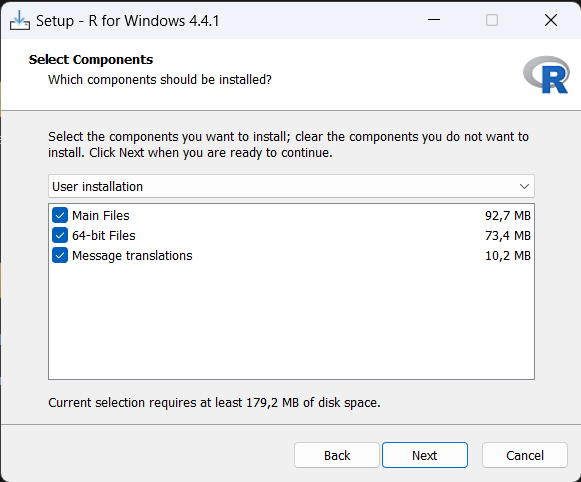 Setup - R for Windows 4.4.1
Select Components
Which components should be installed?
R
Select the components you want to install; clear the components you do not want to
install. Click Next when you are ready to continue.
User installation
Main Files 92,7 MB
64-bit Files 73,4 MB
Message translations 10,2 MB
Current selection requires at least 179,2 MB of disk space.
Back Next Cancel